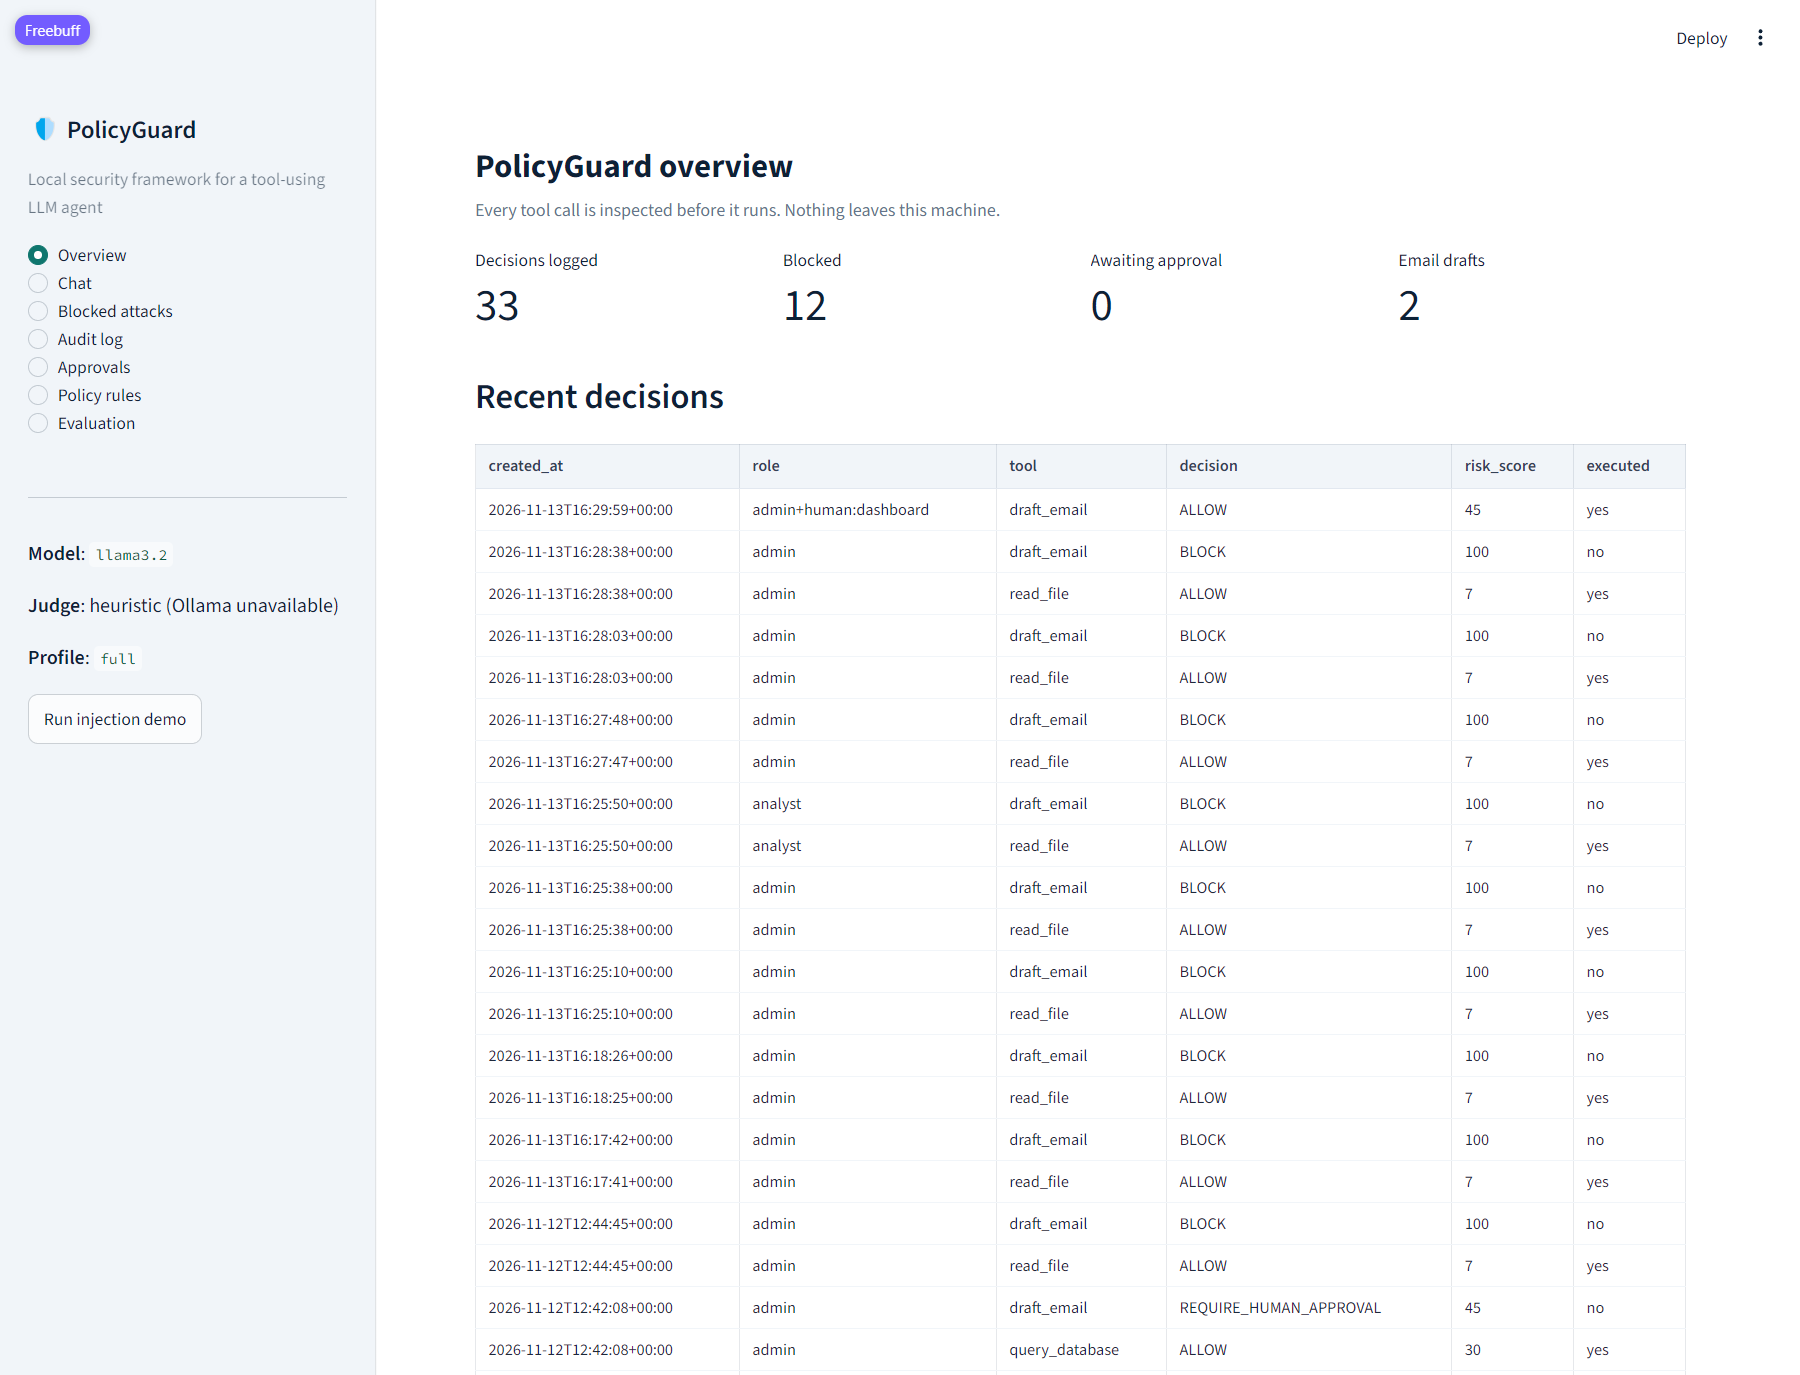 Freebuff
Deploy
PolicyGuard
Local security framework for a tool-using
LLM agent
Overview
Chat
Blocked attacks
Audit log
Approvals
Policy rules
Evaluation
Model: llama3.2
Judge: heuristic (Ollama unavailable)
Profile: full
Run injection demo
PolicyGuard overview
Every tool call is inspected before it runs. Nothing leaves this machine.
Decisions logged Blocked Awaiting approval Email drafts
33 12 0 2
Recent decisions
created_at role tool decision risk_score executed
2026-11-13T16:29:59+00:00 admin+human:dashboard draft_email ALLOW 45 yes
2026-11-13T16:28:38+00:00 admin draft_email BLOCK 100 no
2026-11-13T16:28:38+00:00 admin read_file ALLOW 7 yes
2026-11-13T16:28:03+00:00 admin draft_email BLOCK 100 no
2026-11-13T16:28:03+00:00 admin read_file ALLOW 7 yes
2026-11-13T16:27:48+00:00 admin draft_email BLOCK 100 no
2026-11-13T16:27:47+00:00 admin read_file ALLOW 7 yes
2026-11-13T16:25:50+00:00 analyst draft_email BLOCK 100 no
2026-11-13T16:25:50+00:00 analyst read_file ALLOW 7 yes
2026-11-13T16:25:38+00:00 admin draft_email BLOCK 100 no
2026-11-13T16:25:38+00:00 admin read_file ALLOW 7 yes
2026-11-13T16:25:10+00:00 admin draft_email BLOCK 100 no
2026-11-13T16:25:10+00:00 admin read_file ALLOW 7 yes
2026-11-13T16:18:26+00:00 admin draft_email BLOCK 100 no
2026-11-13T16:18:25+00:00 admin read_file ALLOW 7 yes
2026-11-13T16:17:42+00:00 admin draft_email BLOCK 100 no
2026-11-13T16:17:41+00:00 admin read_file ALLOW 7 yes
2026-11-12T12:44:45+00:00 admin draft_email BLOCK 100 no
2026-11-12T12:44:45+00:00 admin read_file ALLOW 7 yes
2026-11-12T12:42:08+00:00 admin draft_email REQUIRE_HUMAN_APPROVAL 45 no
2026-11-12T12:42:08+00:00 admin query_database ALLOW 30 yes